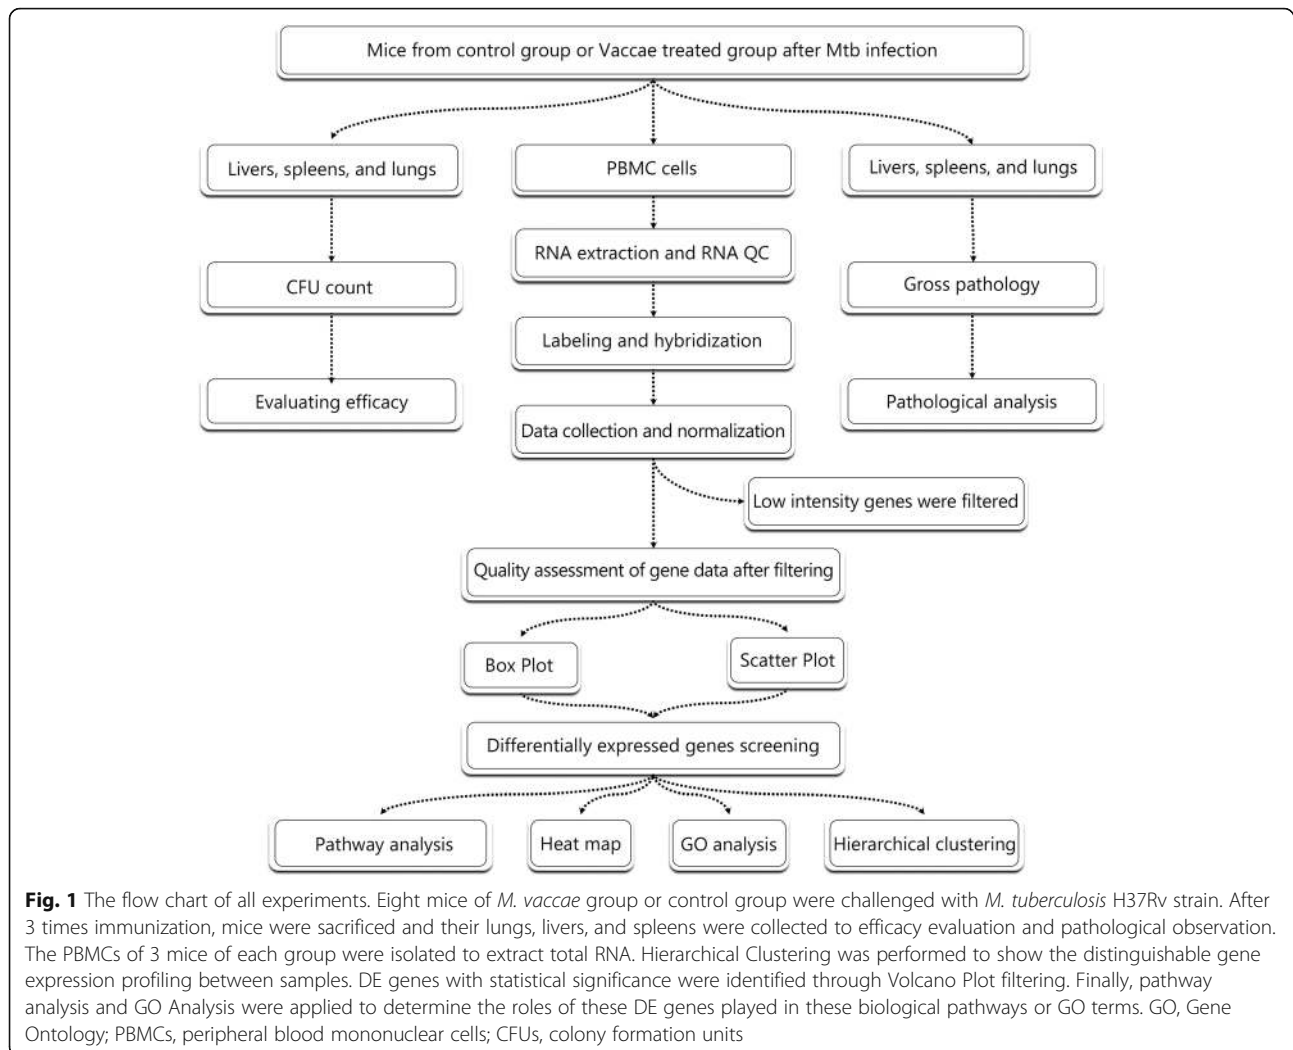 Mice from control group or Vaccae treated group after Mtb infection
Livers, spleens, and lungs
PBMC cells
Livers, spleens, and lungs
RNA extraction and RNA QC
CFU count
Gross pathology
Labeling and hybridization
Evaluating efficacy
Pathological analysis
Data collection and normalization
Low intensity genes were filtered
Quality assessment of gene data after filtering
Box Plot
Scatter Plot
Differentially expressed genes screening
Pathway analysis
Heat map
GO analysis
Hierarchical clustering
Fig. 1 The flow chart of all experiments. Eight mice of M. vaccae group or control group were challenged with M. tuberculosis H37Rv strain. After
3 times immunization, mice were sacrificed and their lungs, livers, and spleens were collected to efficacy evaluation and pathological observation.
The PBMCs of 3 mice of each group were isolated to extract total RNA. Hierarchical Clustering was performed to show the distinguishable gene
expression profiling between samples. DE genes with statistical significance were identified through Volcano Plot filtering. Finally, pathway
analysis and GO Analysis were applied to determine the roles of these DE genes played in these biological pathways or GO terms. GO, Gene
Ontology; PBMCs, peripheral blood mononuclear cells; CFUs, colony formation units